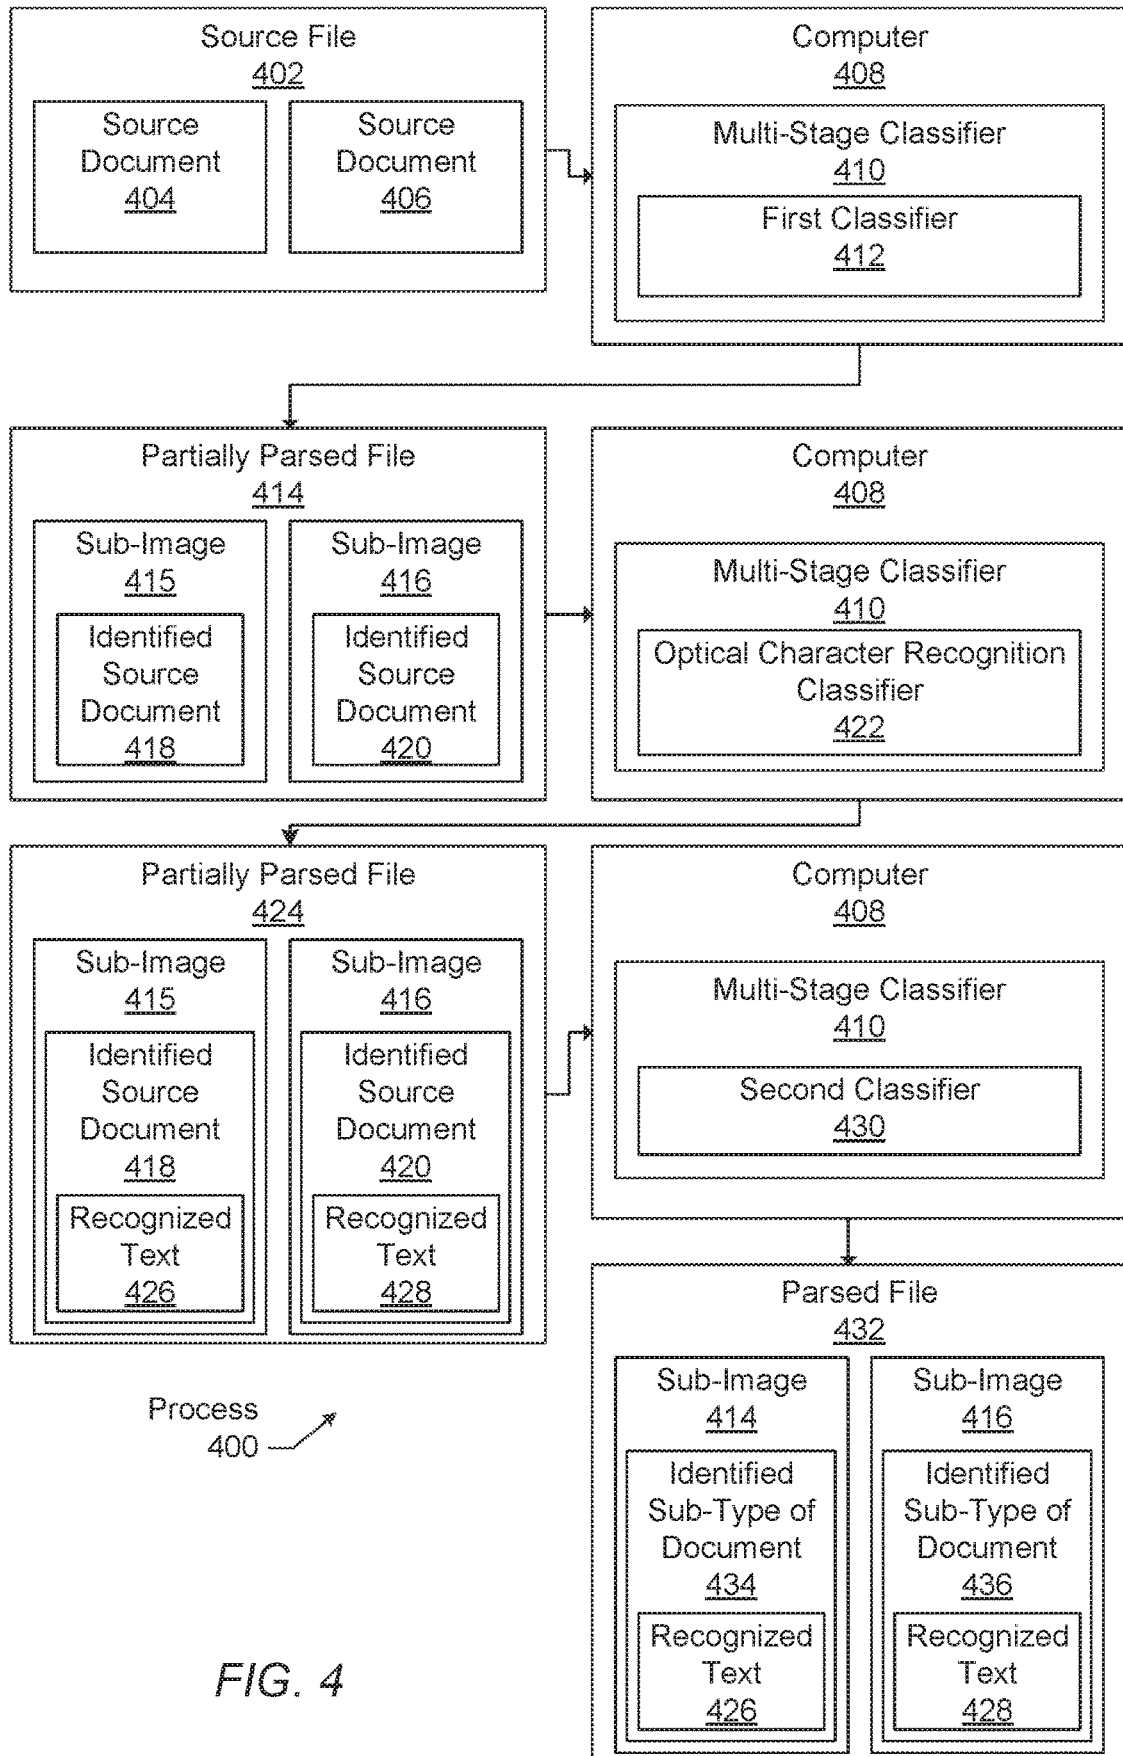 Source File
402
Source
Document
404
Source
Document
406
Computer
408
Multi-Stage Classifier
410
First Classifier
412
Partially Parsed File
414
Sub-Image
415
Identified
Source
Document
418
Sub-Image
416
Identified
Source
Document
420
Computer
408
Multi-Stage Classifier
410
Optical Character Recognition
Classifier
422
Partially Parsed File
424
Sub-Image
415
Identified
Source
Document
418
Recognized
Text
426
Sub-Image
416
Identified
Source
Document
420
Recognized
Text
428
Computer
408
Multi-Stage Classifier
410
Second Classifier
430
Parsed File
432
Sub-Image
414
Identified
Sub-Type of
Document
434
Recognized
Text
426
Sub-Image
416
Identified
Sub-Type of
Document
436
Recognized
Text
428
Process
400
FIG. 4